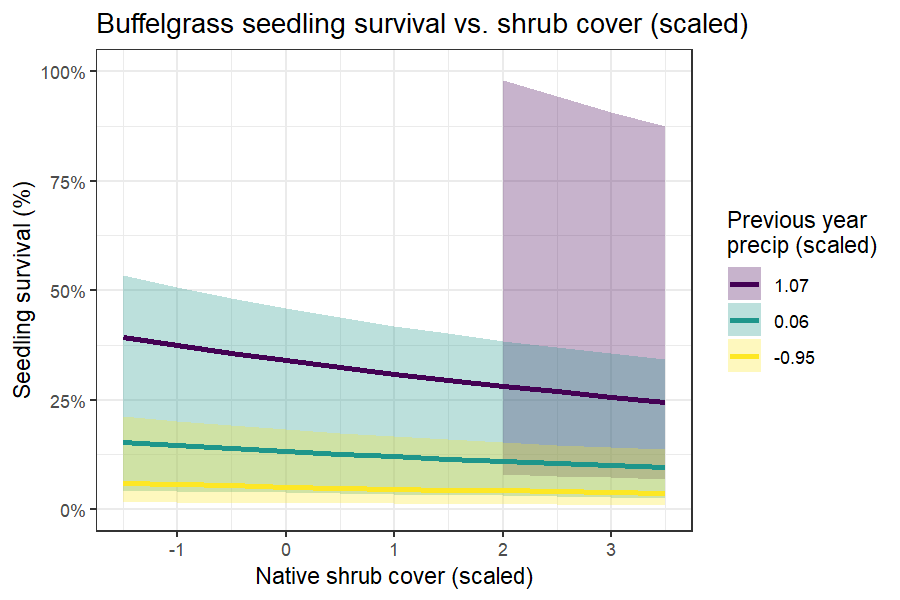 Buffelgrass seedling survival vs. shrub cover (scaled)
100%
75%
50%
25%
0%
Seedling survival (%)
-1
0
1
2
3
Native shrub cover (scaled)
Previous year
precip (scaled)
1.07
0.06
-0.95